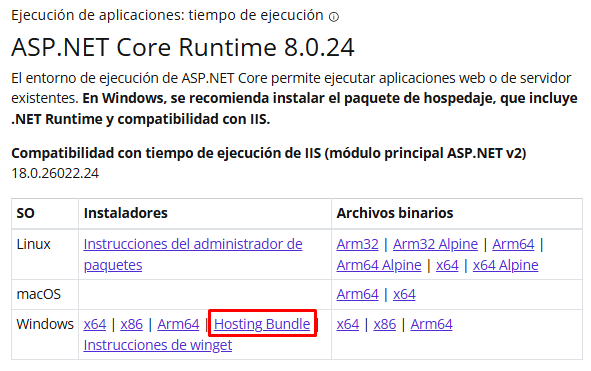 Ejecución de aplicaciones: tiempo de ejecución
ASP.NET Core Runtime 8.0.24
El entorno de ejecución de ASP.NET Core permite ejecutar aplicaciones web o de servidor
existentes. En Windows, se recomienda instalar el paquete de hospedaje, que incluye
.NET Runtime y compatibilidad con IIS.
Compatibilidad con tiempo de ejecución de IIS (módulo principal ASP.NET v2)
18.0.26022.24
SO Instaladores Archivos binarios
Linux Instrucciones del administrador de Arm32 | Arm32 Alpine | Arm64 |
paquetes Arm64 Alpine | x64 | x64 Alpine
macOS Arm64 | x64
Windows x64 | x86 | Arm64 | Hosting Bundle | x64 | x86 | Arm64
Instrucciones de winget